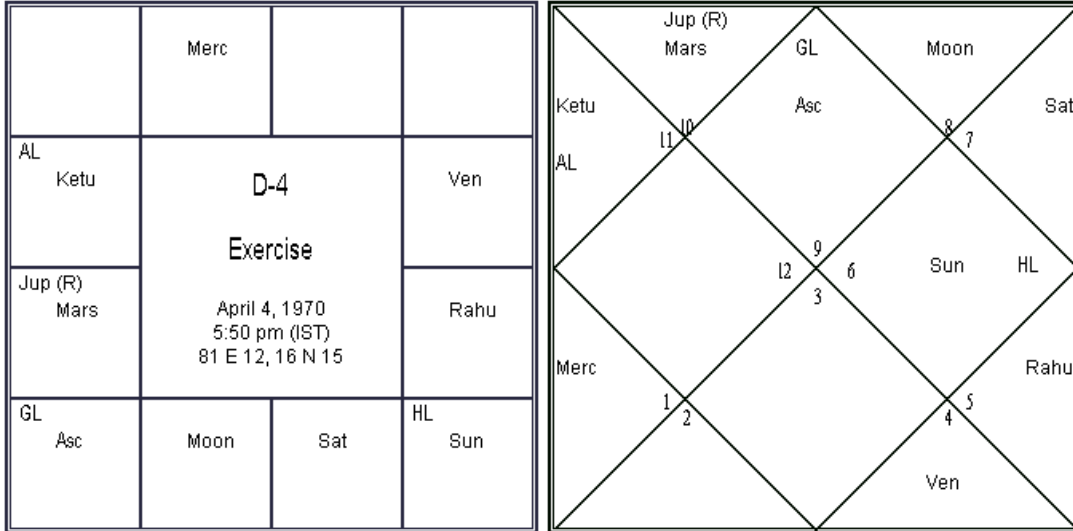 Merc
AL
Ketu
D-4
Ven
Exercise
Jup (R)
Mars
April 4, 1970
5:50 pm (IST)
81 E 12, 16 N 15
Rahu
GL
Asc
Moon
Sat
HL
Sun
Jup (R)
Mars
GL
Moon
Ketu
Asc
Sat
10
11
8
7
AL
9
12
6
Sun
HL
3
Merc
Rahu
1
2
5
4
Ven